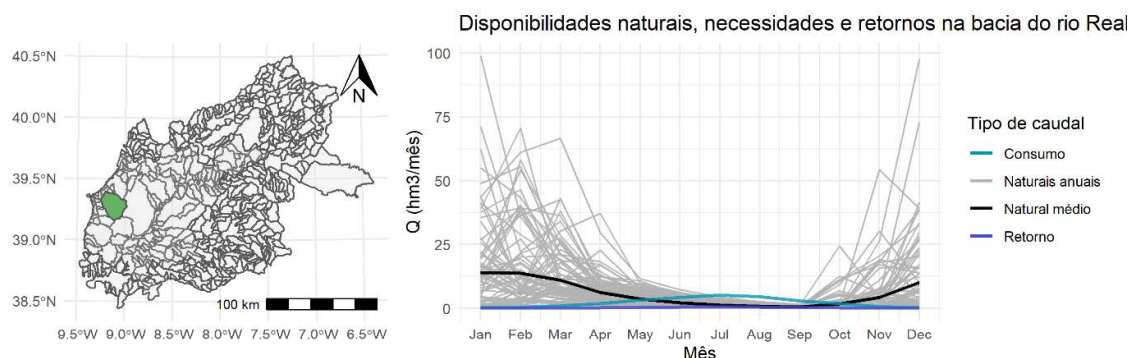 Disponibilidades naturais, necessidades e retornos na bacia do rio Real
40.5°N
40.0°N
39.5°N
39.0°N
38.5°N
N
100 km
9.5°W 9.0°W 8.5°W 8.0°W 7.5°W 7.0°W 6.5°W
100
75
50
25
0
Q (hm3/mês)
Jan Feb Mar Apr May Jun Jul Aug Sep Oct Nov Dec
Mês
Tipo de caudal
Consumo
Naturais anuais
Natural médio
Retorno